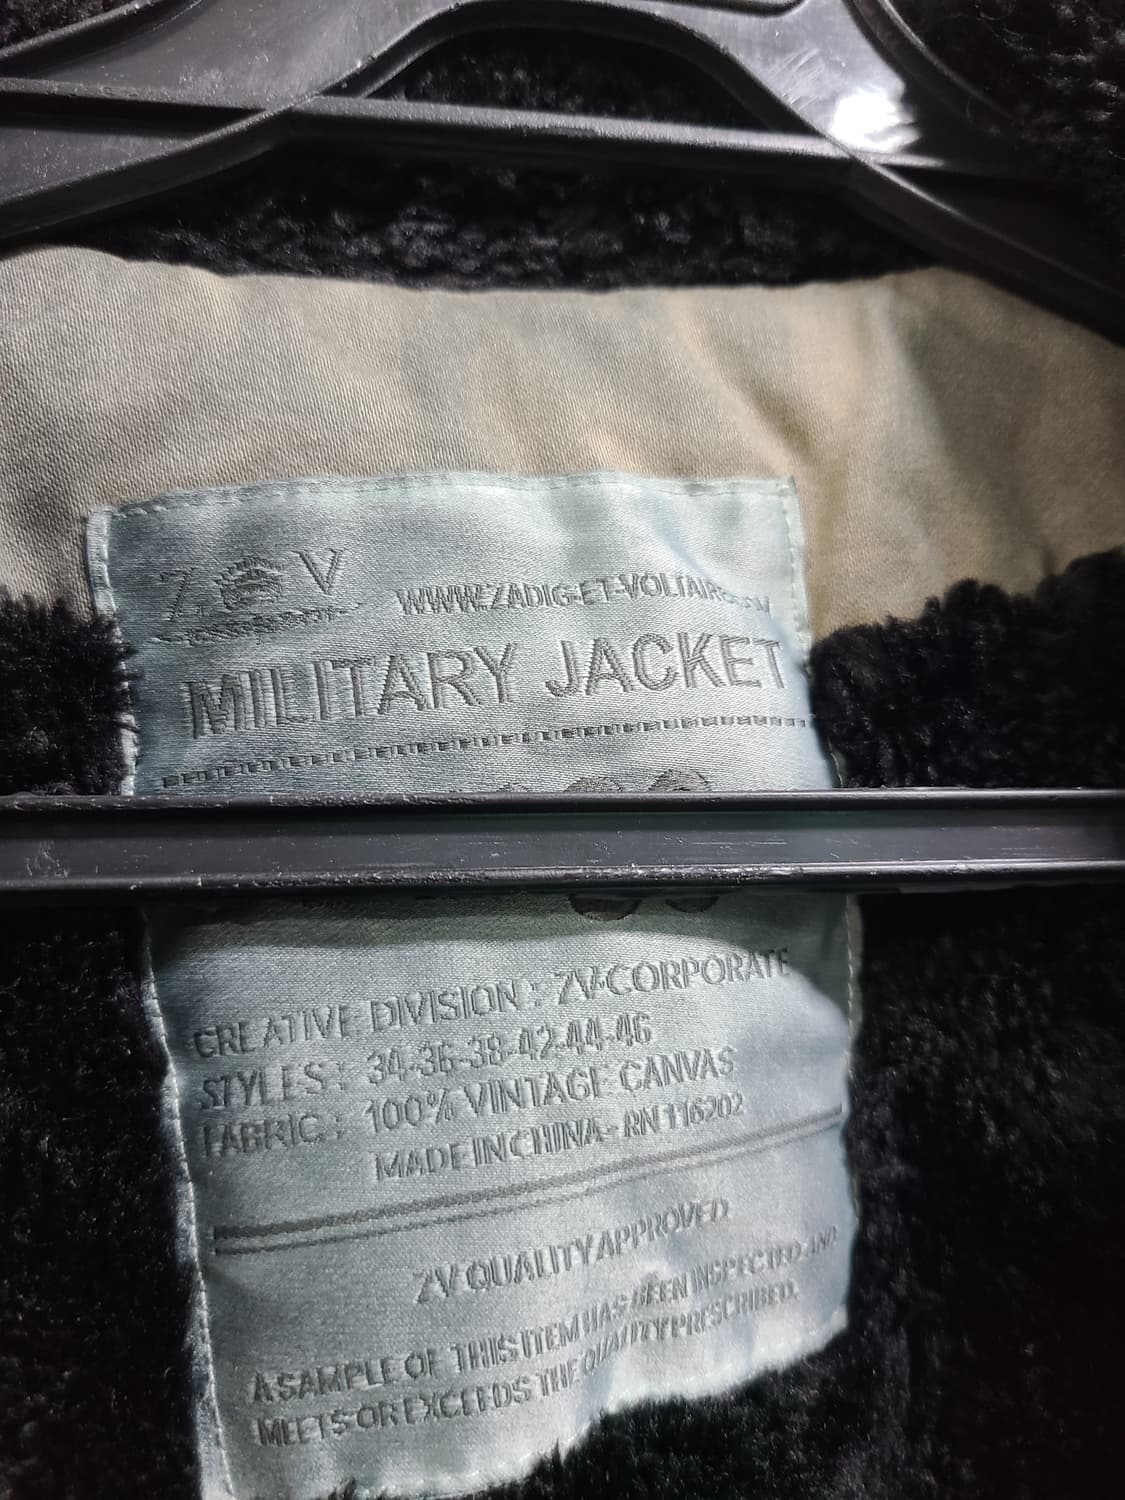 Z V
WWW.ZADIG-ET-VOLTAIRE
MILITARY JACKET
CREATIVE DIVISION : ZV-CORPORATE
STYLES : 34-36-38-42-44-46
FABRIC : 100% VINTAGE CANVAS
MADE IN CHINA - RN 116202
ZV QUALITY APPROVED
A SAMPLE OF THIS ITEM HAS BEEN INSPECTED AND
MEETS OR EXCEEDS THE QUALITY PRESCRIBED.